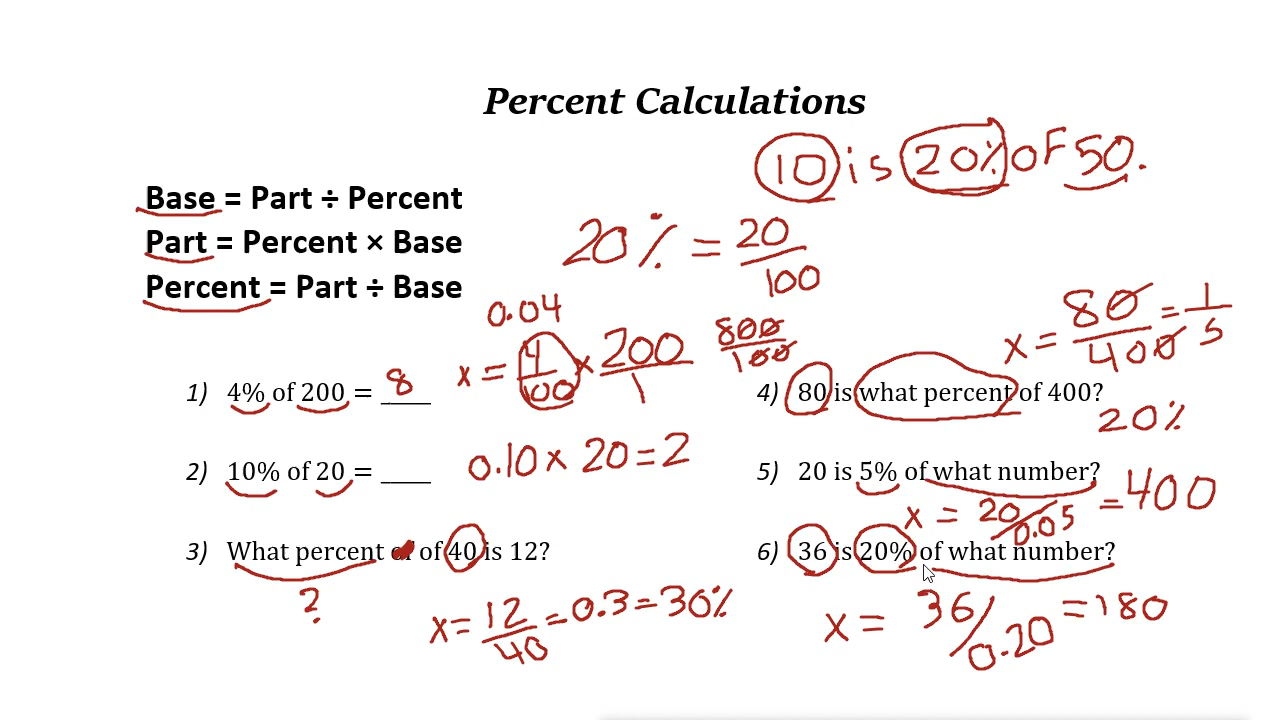 Percent Calculations
10 is 20% of 50.
Base = Part ÷ Percent
Part = Percent × Base
Percent = Part ÷ Base
20% = 20/100
0.04
1) 4% of 200 = 8
x = 4/100 × 200/1
800/100
2) 10% of 20 = ____
0.10 x 20 = 2
3) What percent of 40 is 12?
?
x = 12/40 = 0.3 = 30%
x = 80/400 = 1/5
4) 80 is what percent of 400?
20%
5) 20 is 5% of what number?
x = 20/0.05 = 400
6) 36 is 20% of what number?
x = 36/0.20 = 180